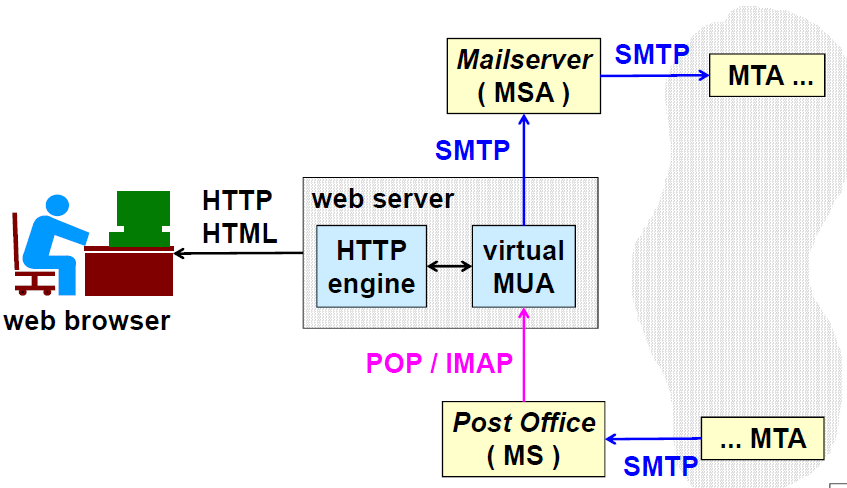 Mailserver
( MSA )
SMTP
MTA ...
SMTP
HTTP
HTML
web server
HTTP
engine
virtual
MUA
web browser
POP / IMAP
Post Office
( MS )
... MTA
SMTP